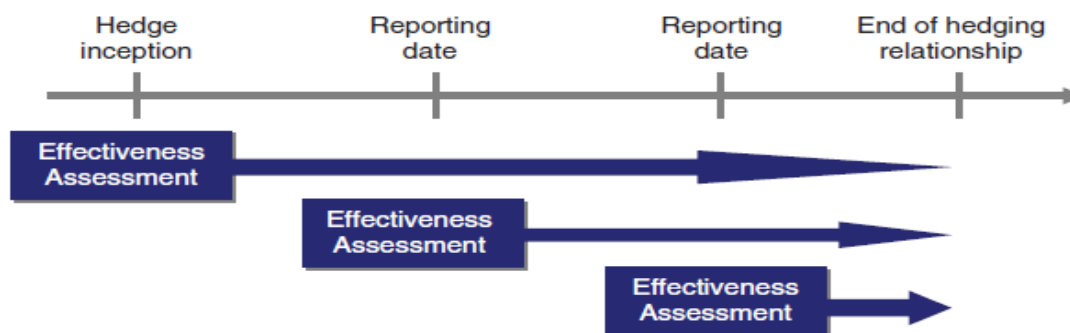 Hedge
inception
Reporting
date
Reporting
date
End of hedging
relationship
Effectiveness
Assessment
Effectiveness
Assessment
Effectiveness
Assessment